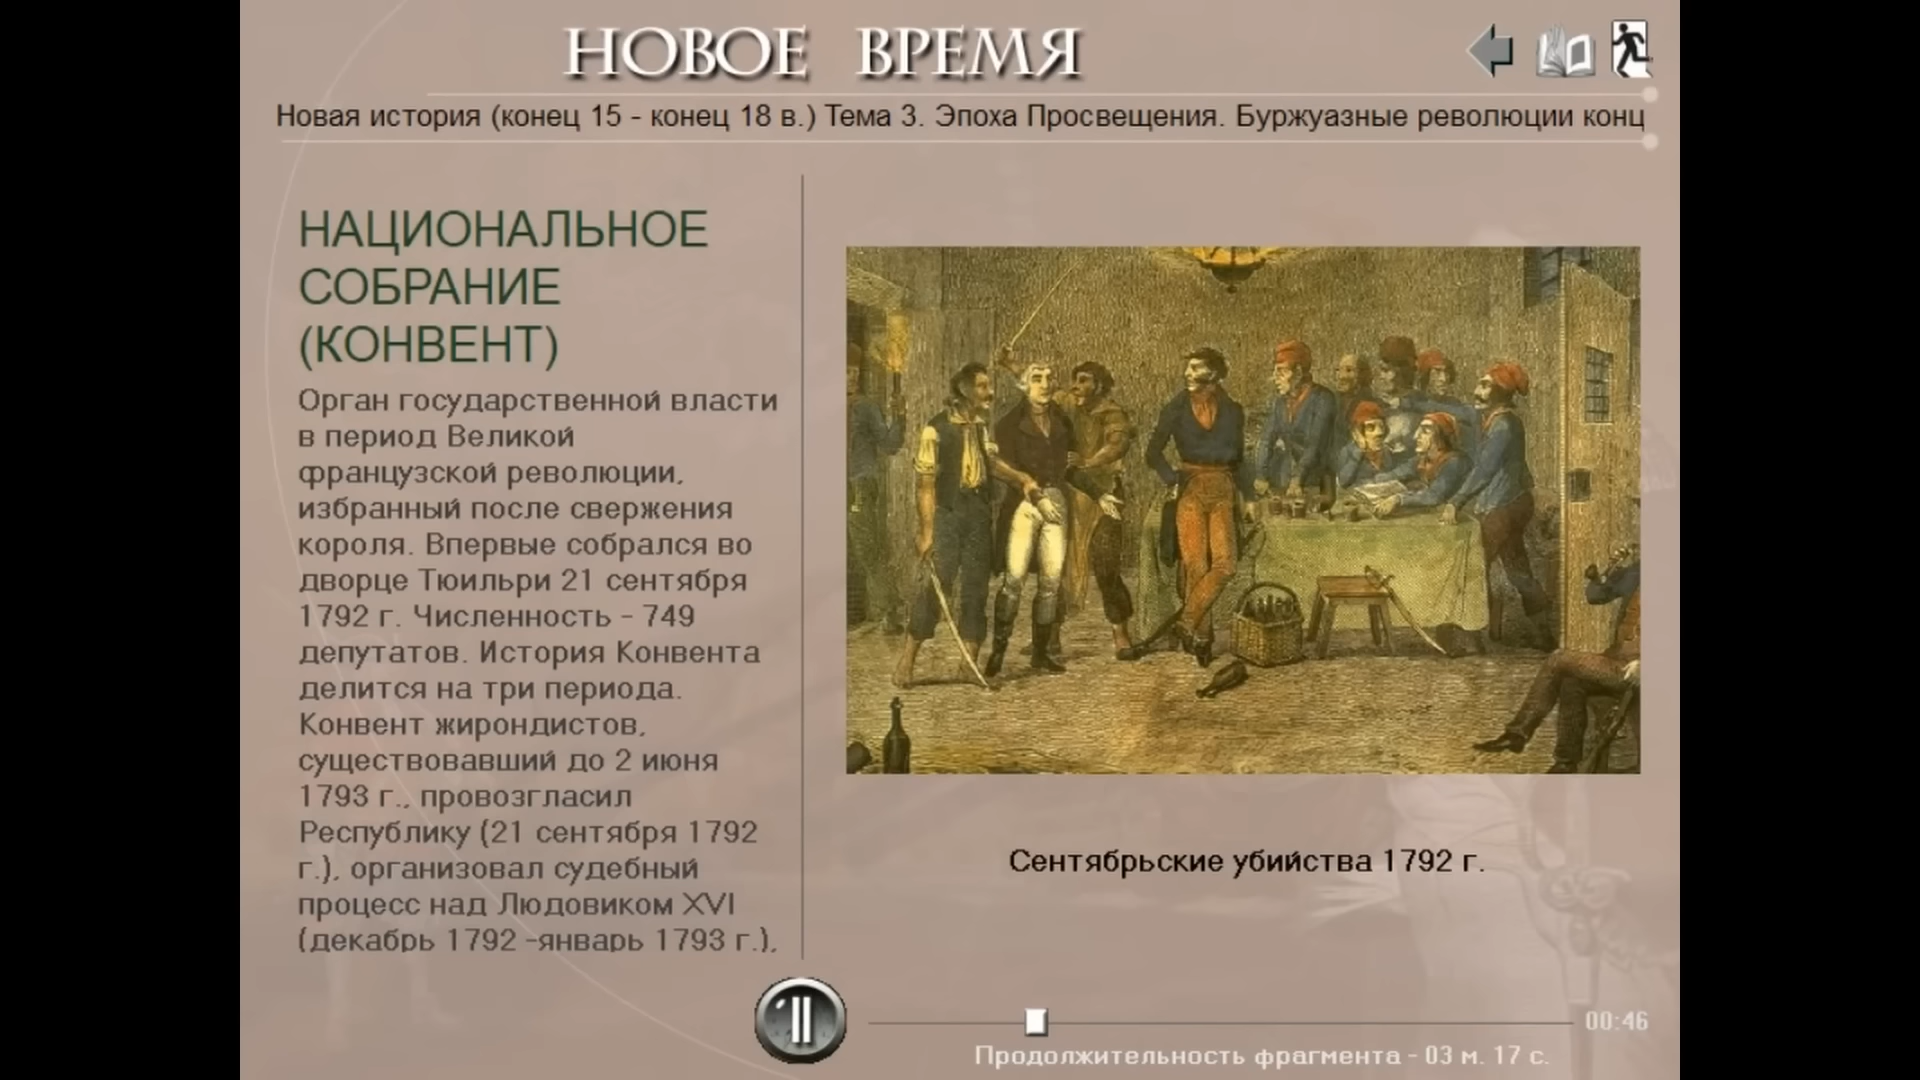 НОВОЕ ВРЕМЯ
Новая история (конец 15 - конец 18 в.) Тема 3. Эпоха Просвещения. Буржуазные революции конц
НАЦИОНАЛЬНОЕ
СОБРАНИЕ
(КОНВЕНТ)
Орган государственной власти
в период Великой
французской революции,
избранный после свержения
короля. Впервые собрался во
дворце Тюильри 21 сентября
1792 г. Численность - 749
депутатов. История Конвента
делится на три периода.
Конвент жирондистов,
существовавший до 2 июня
1793 г., провозгласил
Республику (21 сентября 1792
г.), организовал судебный
процесс над Людовиком XVI
(декабрь 1792 -январь 1793 г.),
Сентябрьские убийства 1792 г.
00:46
Продолжительность фрагмента - 03 м. 17 с.